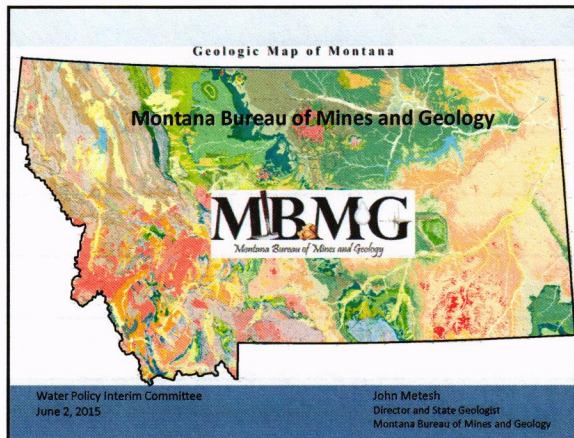 Geologic Map of Montana
Montana Bureau of Mines and Geology
MBMG
Montana Bureau of Mines and Geology
Water Policy Interim Committee
June 2, 2015
John Metesh
Director and State Geologist
Montana Bureau of Mines and Geology